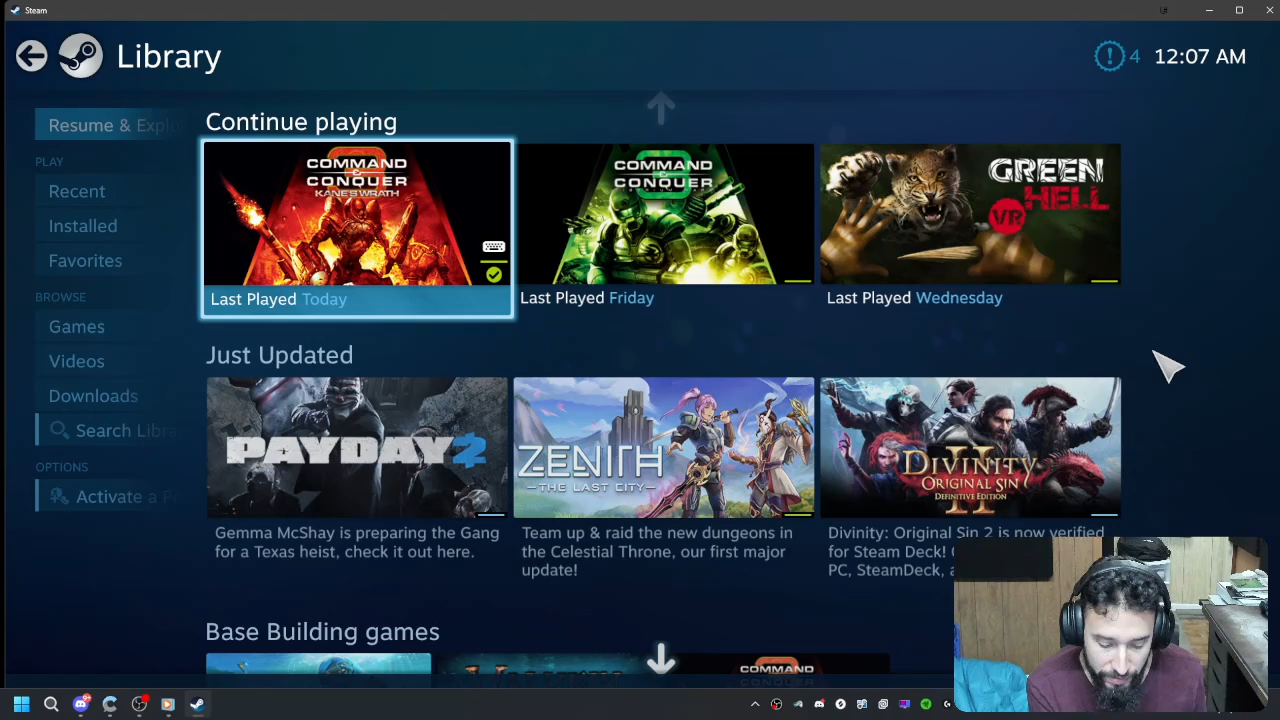 Steam
Library
4 12:07 AM
Resume & Explo
PLAY
Recent
Installed
Favorites
BROWSE
Games
Videos
Downloads
Search Libra
OPTIONS
Activate a P
Continue playing
COMMAND
& CONQUER
KANE'S WRATH
Last Played Today
COMMAND
& CONQUER
Last Played Friday
GREEN
HELL
VR
Last Played Wednesday
Just Updated
PAYDAY 2
Gemma McShay is preparing the Gang
for a Texas heist, check it out here.
ZENITH
-THE LAST CITY-
Team up & raid the new dungeons in
the Celestial Throne, our first major
update!
DIVINITY
II
ORIGINAL SIN
DEFINITIVE EDITION
Divinity: Original Sin 2 is now verified
for Steam Deck!
PC, SteamDeck,
Base Building games
COMMAND